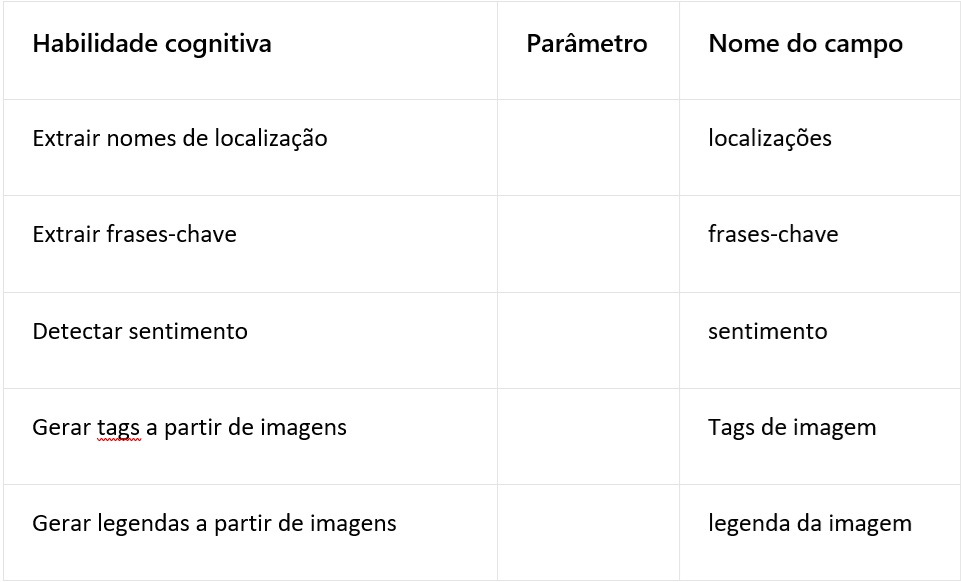 Habilidade cognitiva Parâmetro Nome do campo
Extrair nomes de localização localizações
Extrair frases-chave frases-chave
Detectar sentimento sentimento
Gerar tags a partir de imagens Tags de imagem
Gerar legendas a partir de imagens legenda da imagem